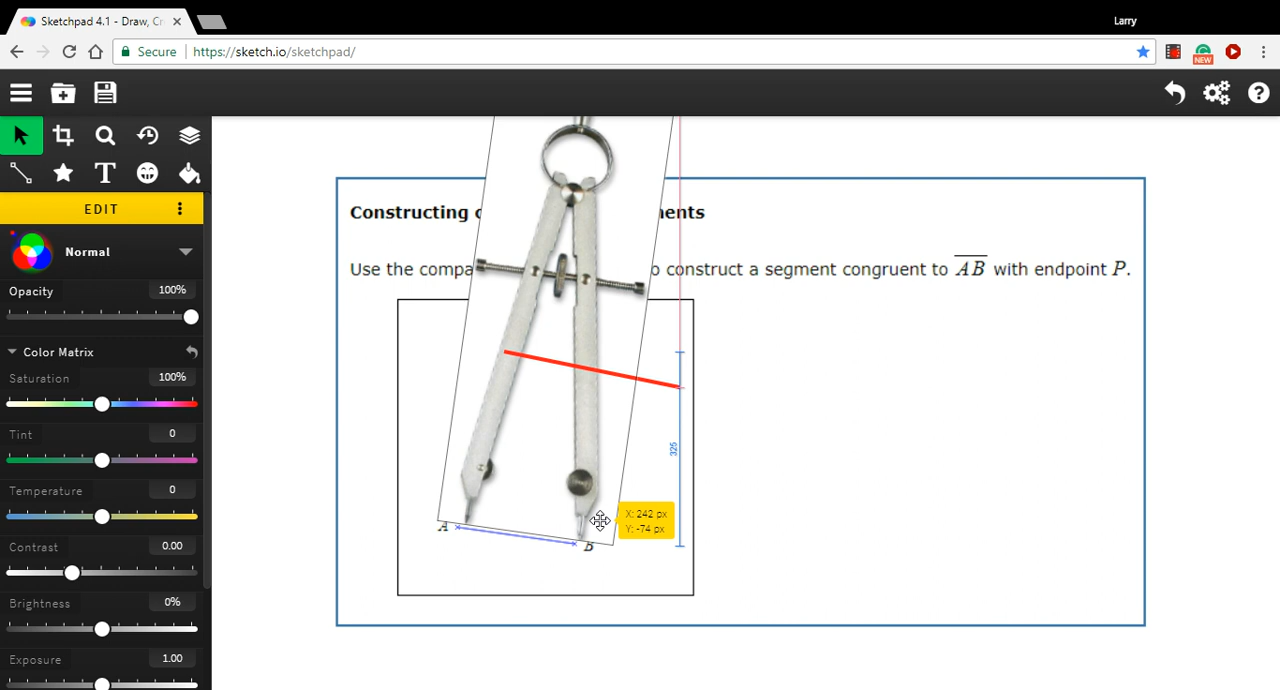 Sketchpad 4.1 - Draw, Cr
Larry
Secure
https://sketch.io/sketchpad/
NEW
T
EDIT
Normal
Opacity
100%
Color Matrix
Saturation
100%
Tint
0
Temperature
0
Contrast
0.00
Brightness
0%
Exposure
1.00
Constructing
Use the compa o construct a segment congruent to AB with endpoint P.
325
X: 242 px
Y: -74 px
A
B